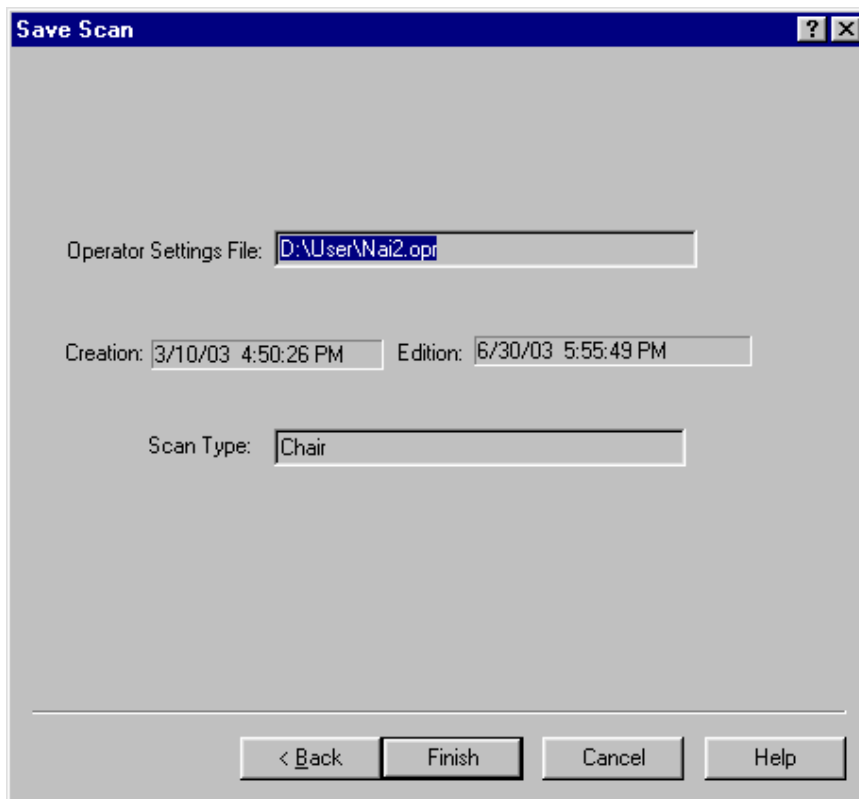 Save Scan
Operator Settings File: D:\User\Nai2.opr
Creation: 3/10/03 4:50:26 PM Edition: 6/30/03 5:55:49 PM
Scan Type: Chair
< Back Finish Cancel Help